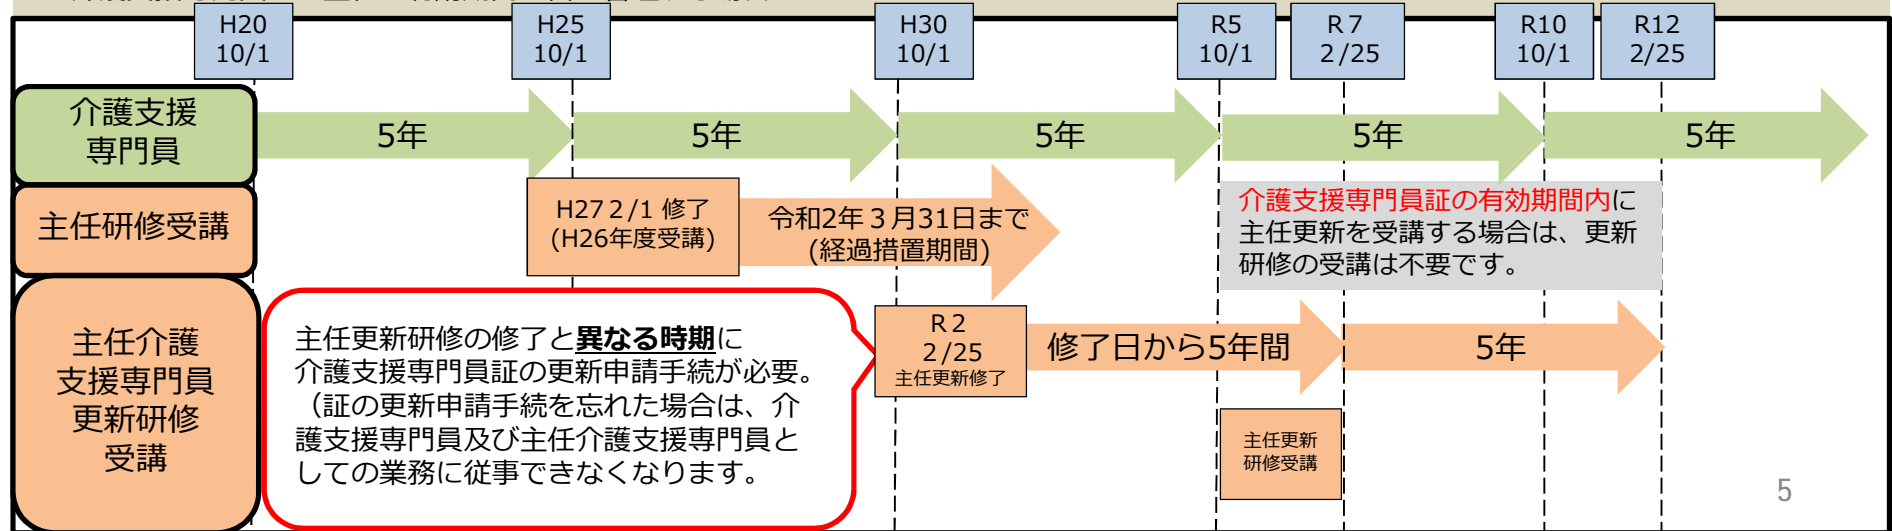 H20
10/1
H25
10/1
H30
10/1
R5
10/1
R７
２/25
R10
10/1
R12
2/25
介護支援
専門員
5年
5年
5年
5年
5年
主任研修受講
H27２/1 修了
(H26年度受講)
令和2年３月31日まで
(経過措置期間)
介護支援専門員証の有効期間内に
主任更新を受講する場合は、更新
研修の受講は不要です。
主任介護
支援専門員
更新研修
受講
主任更新研修の修了と異なる時期に
介護支援専門員証の更新申請手続が必要。
（証の更新申請手続を忘れた場合は、介
護支援専門員及び主任介護支援専門員と
しての業務に従事できなくなります。
R２
２/25
主任更新修了
修了日から5年間
5年
主任更新
研修受講
5